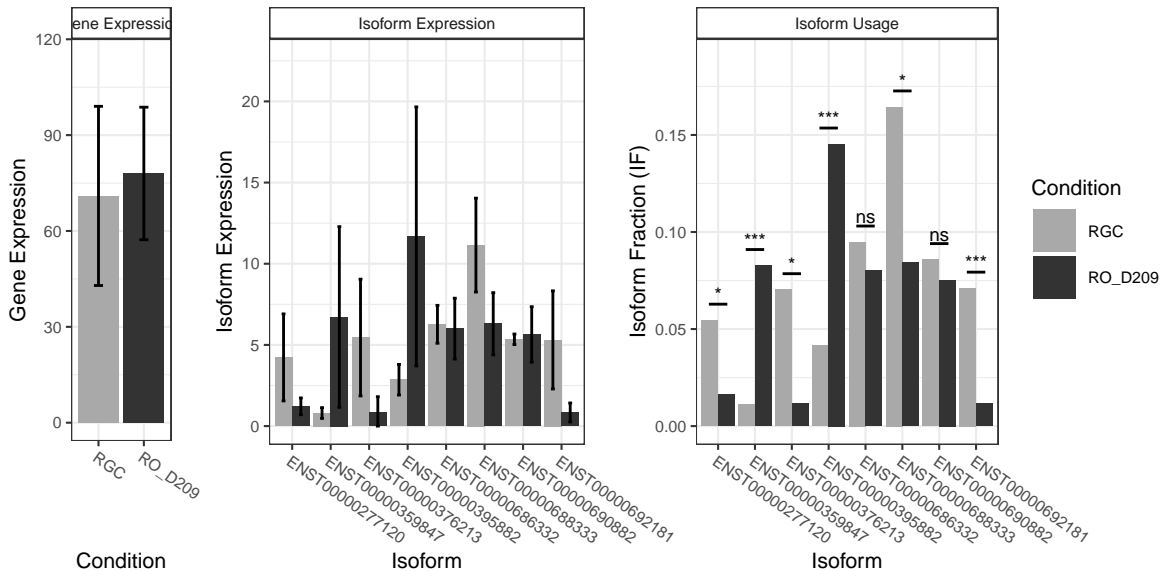 ene Expressio
Gene Expression
120
90
60
30
0
RGC
RO_D209
Condition
Isoform Expression
Isoform Expression
20
15
10
5
0
ENST00000277120
ENST00000359847
ENST00000376213
ENST00000395882
ENST00000686332
ENST00000688333
ENST00000690882
ENST00000692181
Isoform
Isoform Usage
Isoform Fraction (IF)
0.15
0.10
0.05
0.00
*
***
*
***
ns
*
ns
***
ENST00000277120
ENST00000359847
ENST00000376213
ENST00000395882
ENST00000686332
ENST00000688333
ENST00000690882
ENST00000692181
Isoform
Condition
RGC
RO_D209